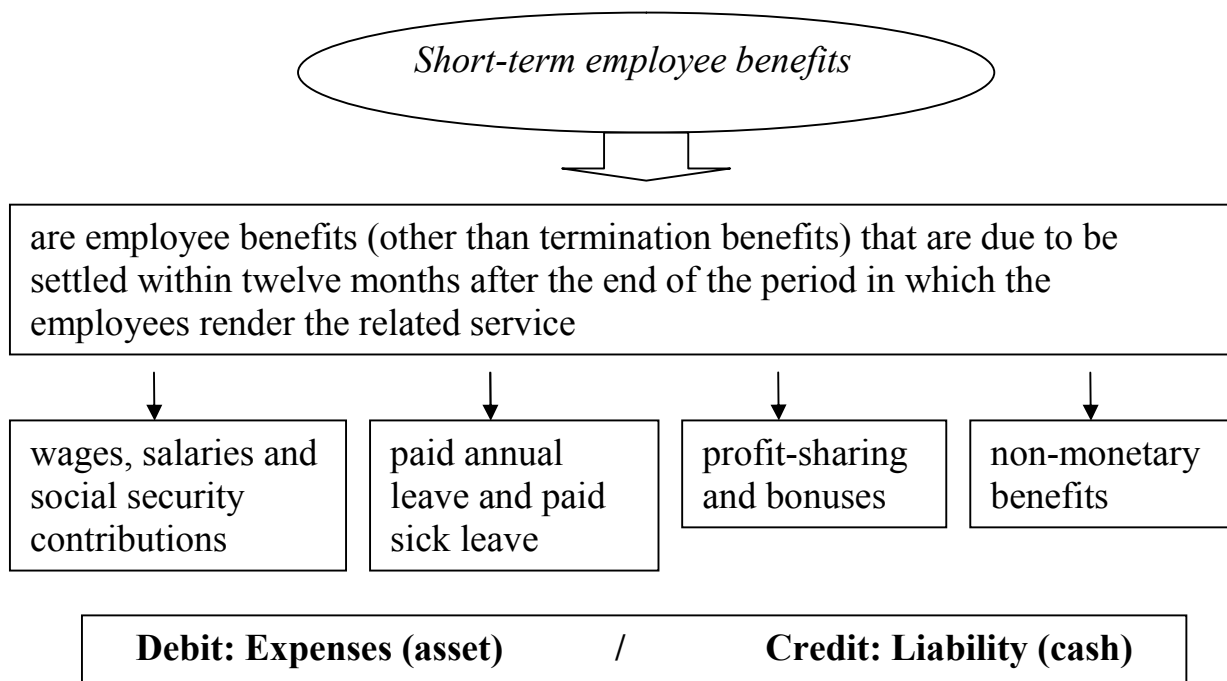 Short-term employee benefits
are employee benefits (other than termination benefits) that are due to be
settled within twelve months after the end of the period in which the
employees render the related service
wages, salaries and
social security
contributions
paid annual
leave and paid
sick leave
profit-sharing
and bonuses
non-monetary
benefits
Debit: Expenses (asset) / Credit: Liability (cash)